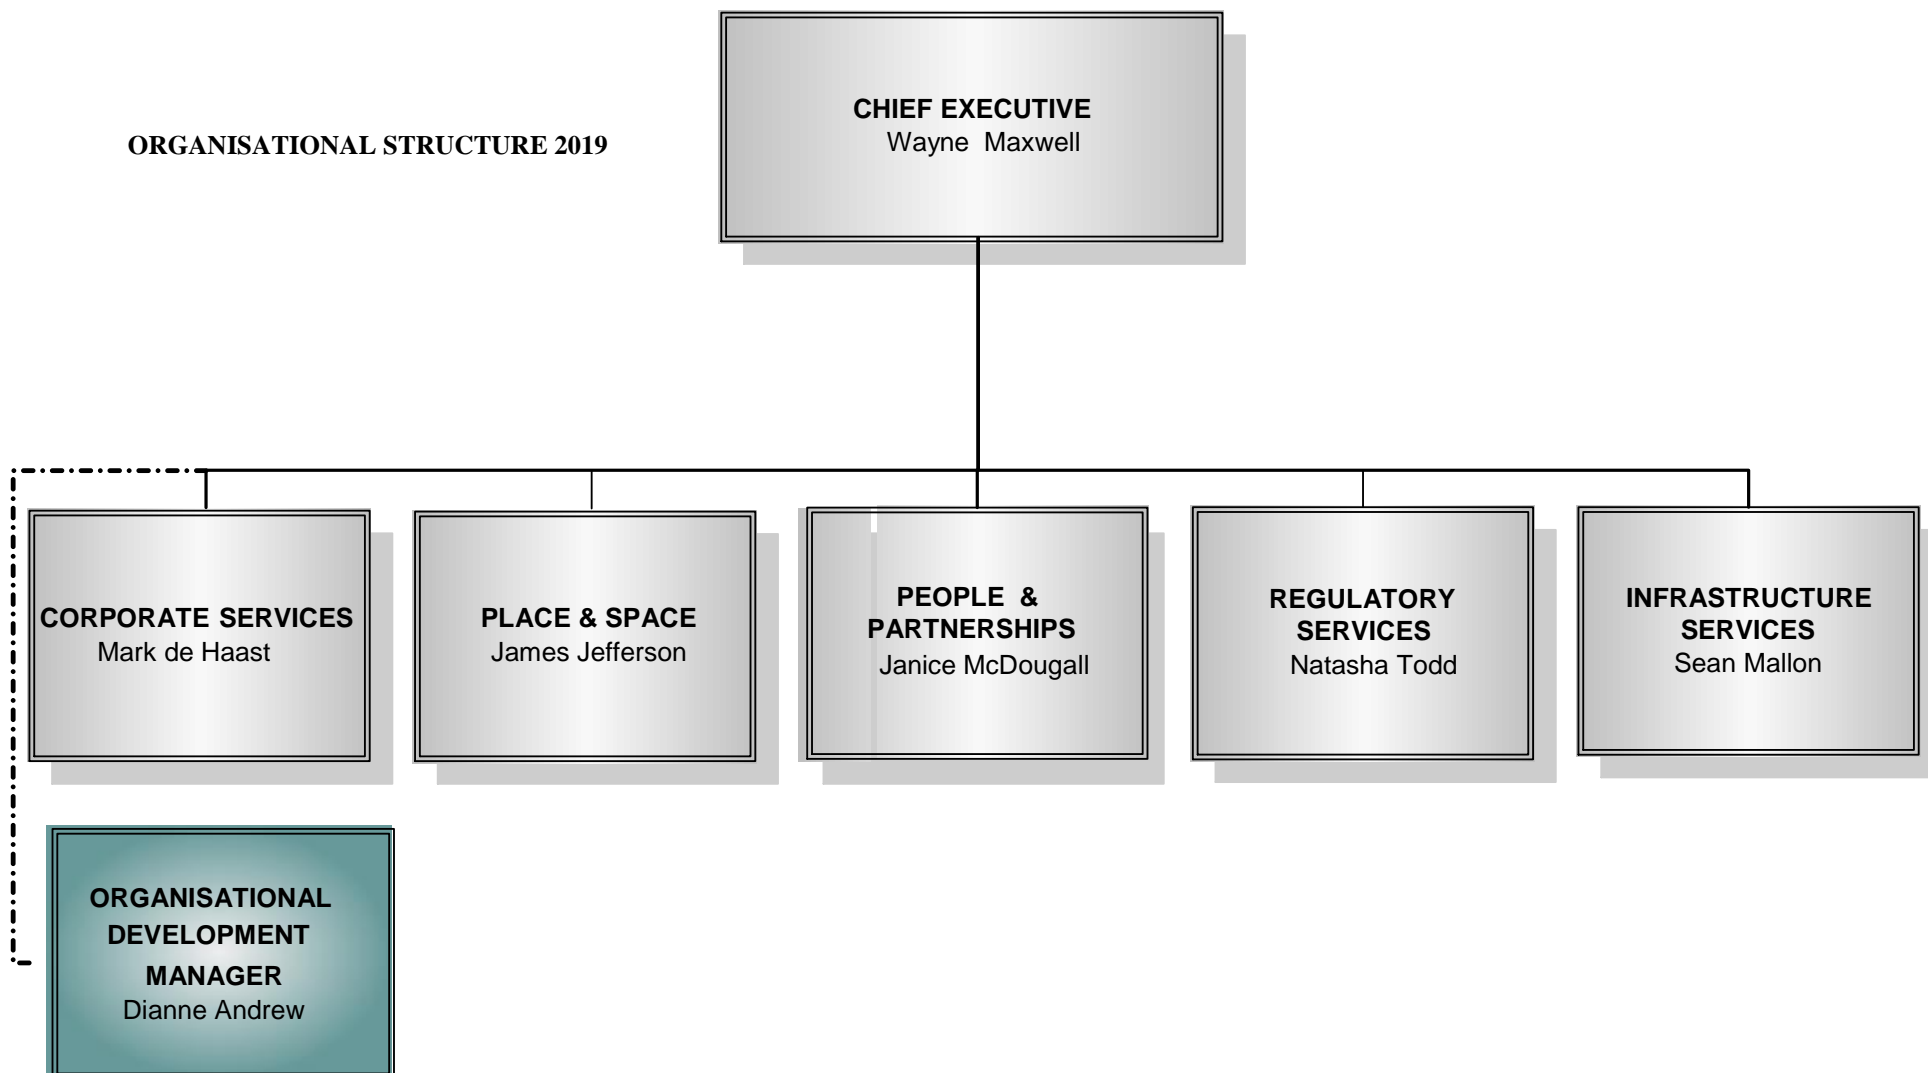 CHIEF EXECUTIVE
Wayne Maxwell
ORGANISATIONAL STRUCTURE 2019
CORPORATE SERVICES
Mark de Haast
PLACE & SPACE
James Jefferson
PEOPLE &
PARTNERSHIPS
Janice McDougall
REGULATORY
SERVICES
Natasha Todd
INFRASTRUCTURE
SERVICES
Sean Mallon
ORGANISATIONAL
DEVELOPMENT
MANAGER
Dianne Andrew